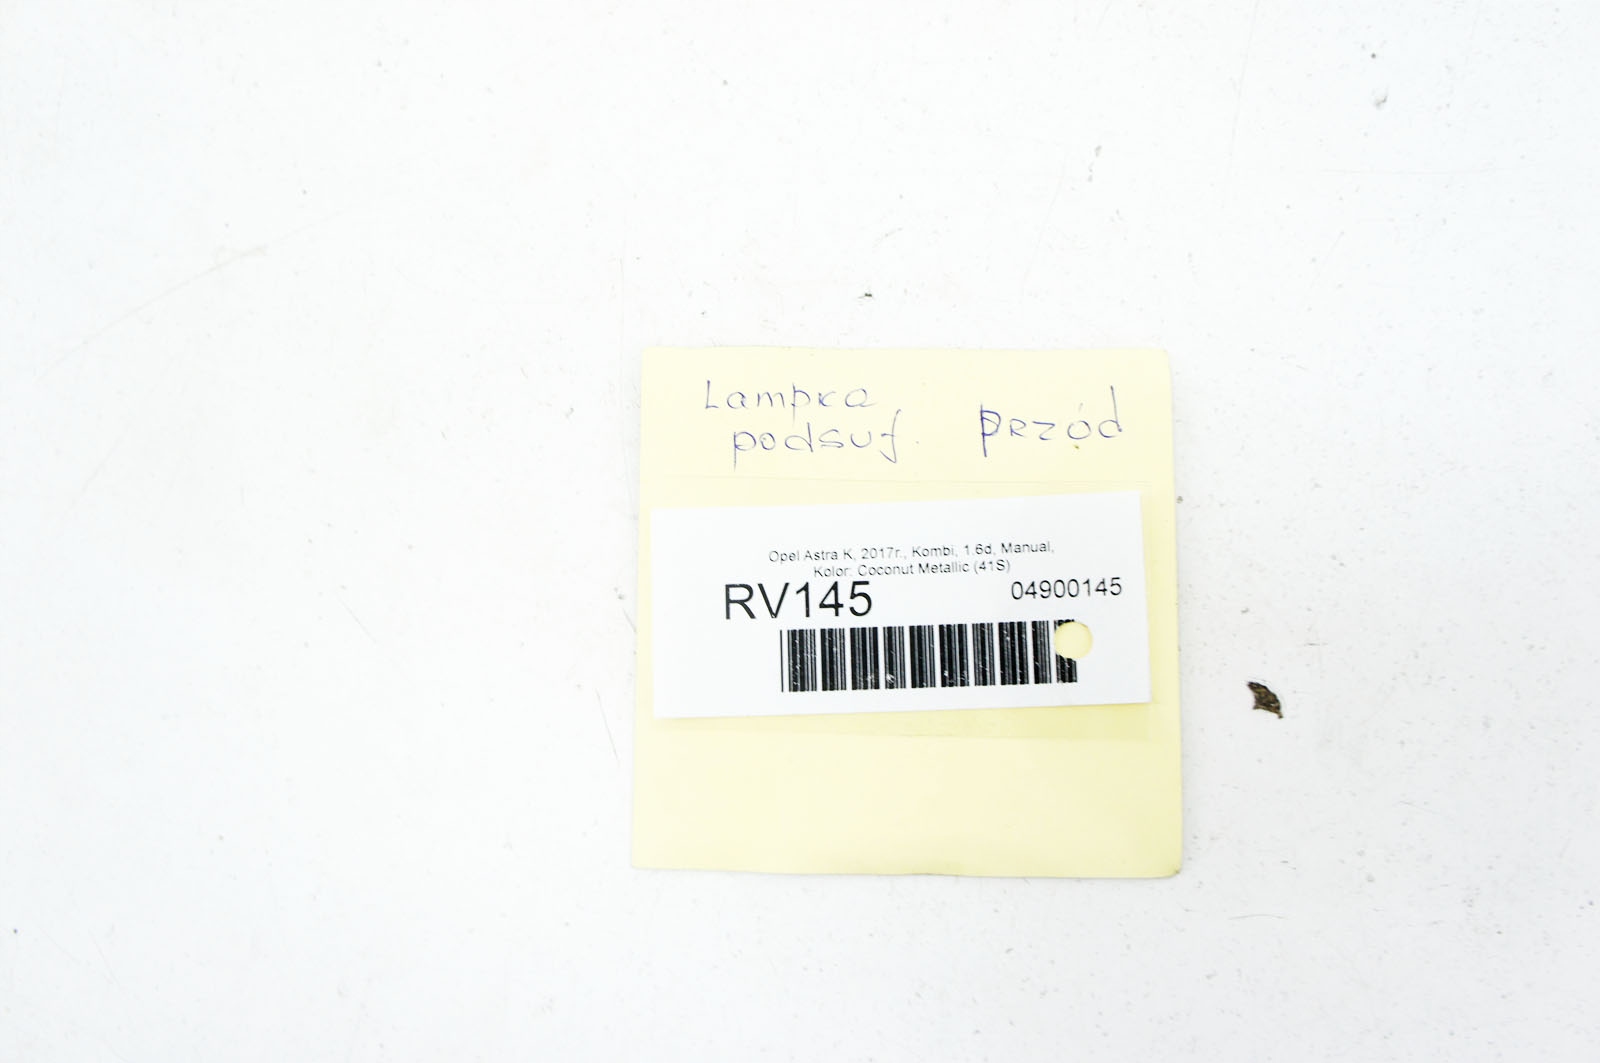 Lampka
podsuf. przód
Opel Astra K, 2017r., Kombi, 1.6d, Manual,
Kolor: Coconut Metallic (41S)
RV145 04900145